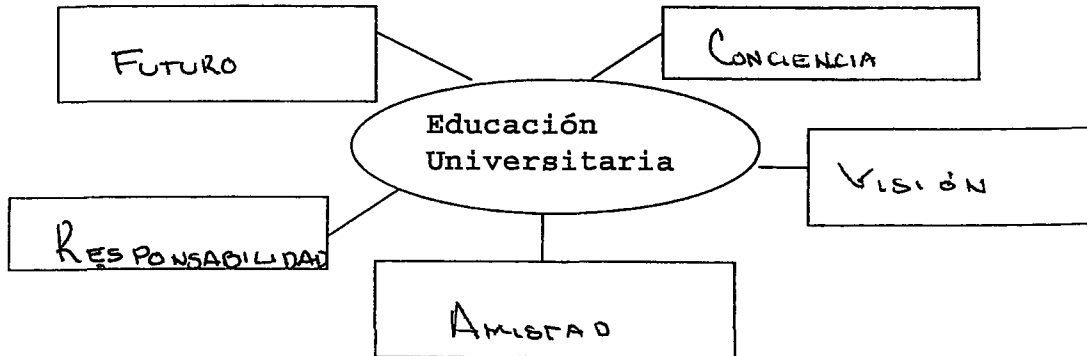 FUTURO
CONCIENCIA
Educación
Universitaria
VISIÓN
RESPONSABILIDAD
AMISTAD